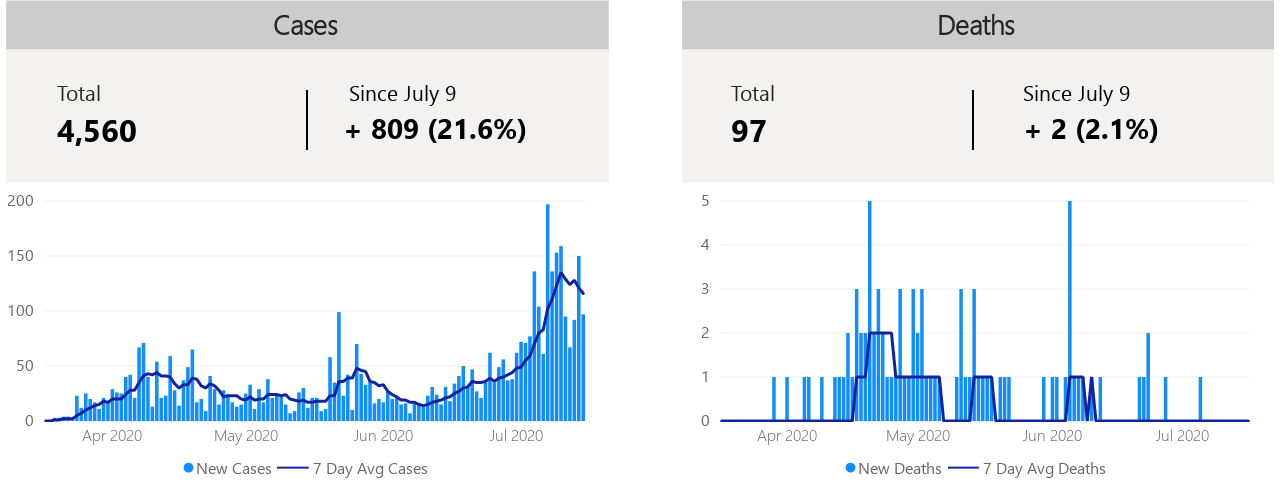 Cases
Total
4,560
Since July 9
+ 809 (21.6%)
200
150
100
50
0
Apr 2020 May 2020 Jun 2020 Jul 2020
New Cases 7 Day Avg Cases
Deaths
Total
97
Since July 9
+ 2 (2.1%)
5
4
3
2
1
0
Apr 2020 May 2020 Jun 2020 Jul 2020
New Deaths 7 Day Avg Deaths